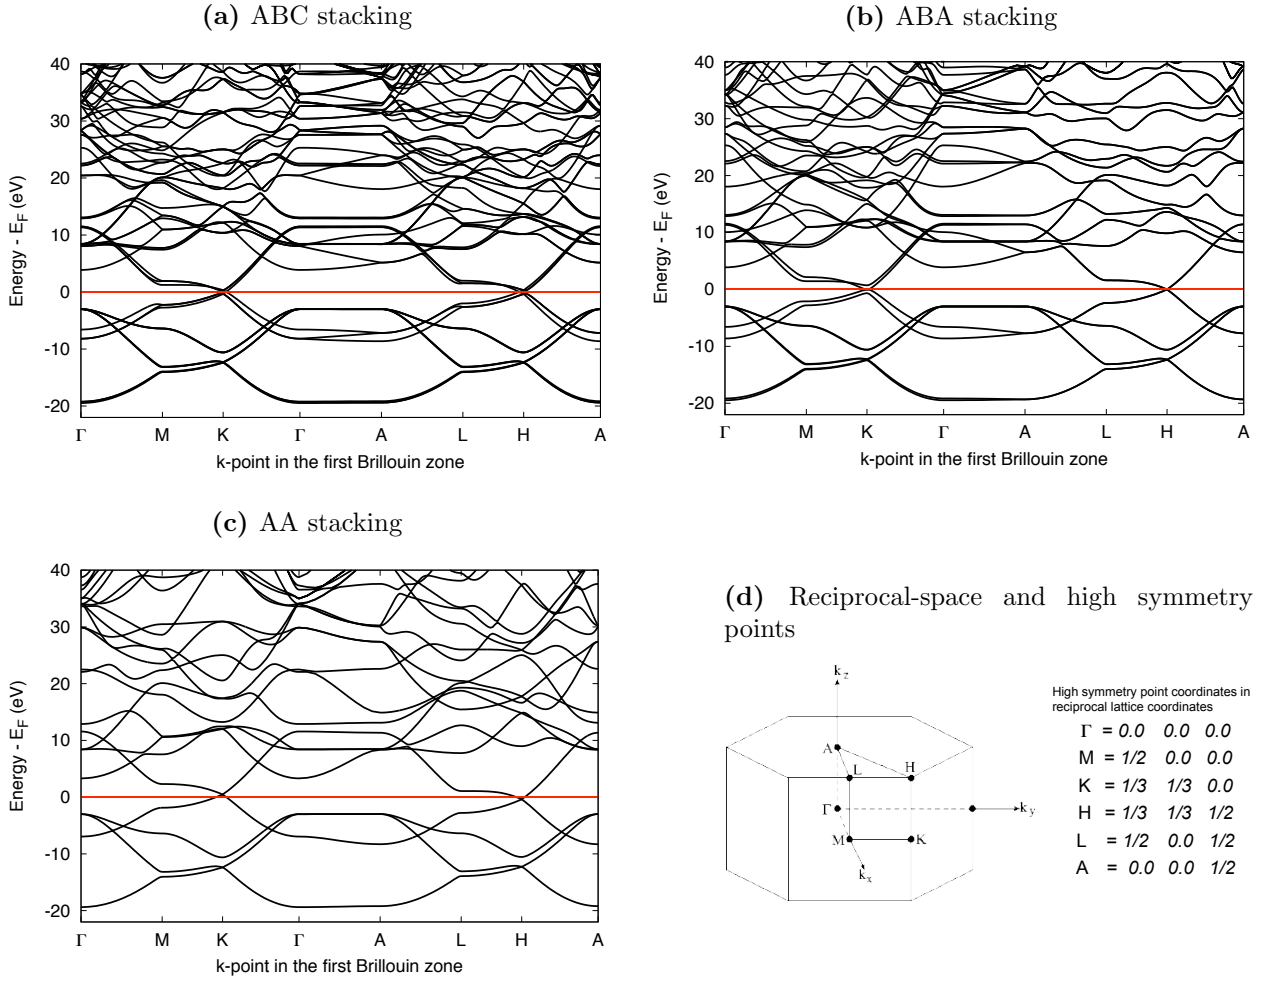 (a) ABC stacking
40
30
20
10
0
-10
-20
Energy - E_F (eV)
Γ M K Γ A L H A
k-point in the first Brillouin zone
(b) ABA stacking
40
30
20
10
0
-10
-20
Energy - E_F (eV)
Γ M K Γ A L H A
k-point in the first Brillouin zone
(c) AA stacking
40
30
20
10
0
-10
-20
Energy - E_F (eV)
Γ M K Γ A L H A
k-point in the first Brillouin zone
(d) Reciprocal-space and high symmetry
points
k_z
A
L
H
Γ
k_y
M
K
k_x
High symmetry point coordinates in
reciprocal lattice coordinates
Γ = 0.0 0.0 0.0
M = 1/2 0.0 0.0
K = 1/3 1/3 0.0
H = 1/3 1/3 1/2
L = 1/2 0.0 1/2
A = 0.0 0.0 1/2